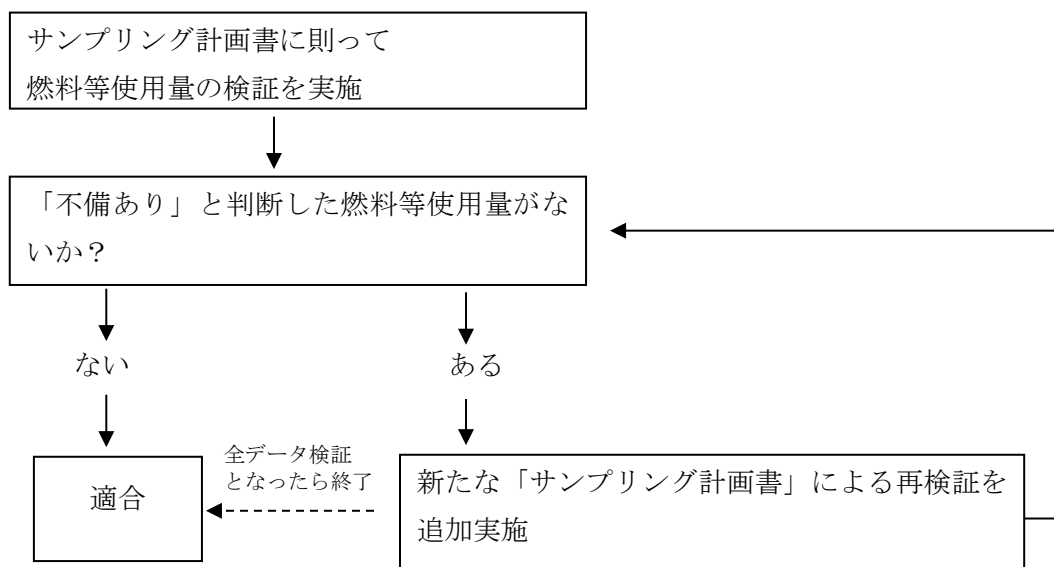 サンプリング計画書に則って
燃料等使用量の検証を実施
「不備あり」と判断した燃料等使用量がな
いか？
ない
ある
全データ検証
となったら終了
適合
新たな「サンプリング計画書」による再検証を
追加実施